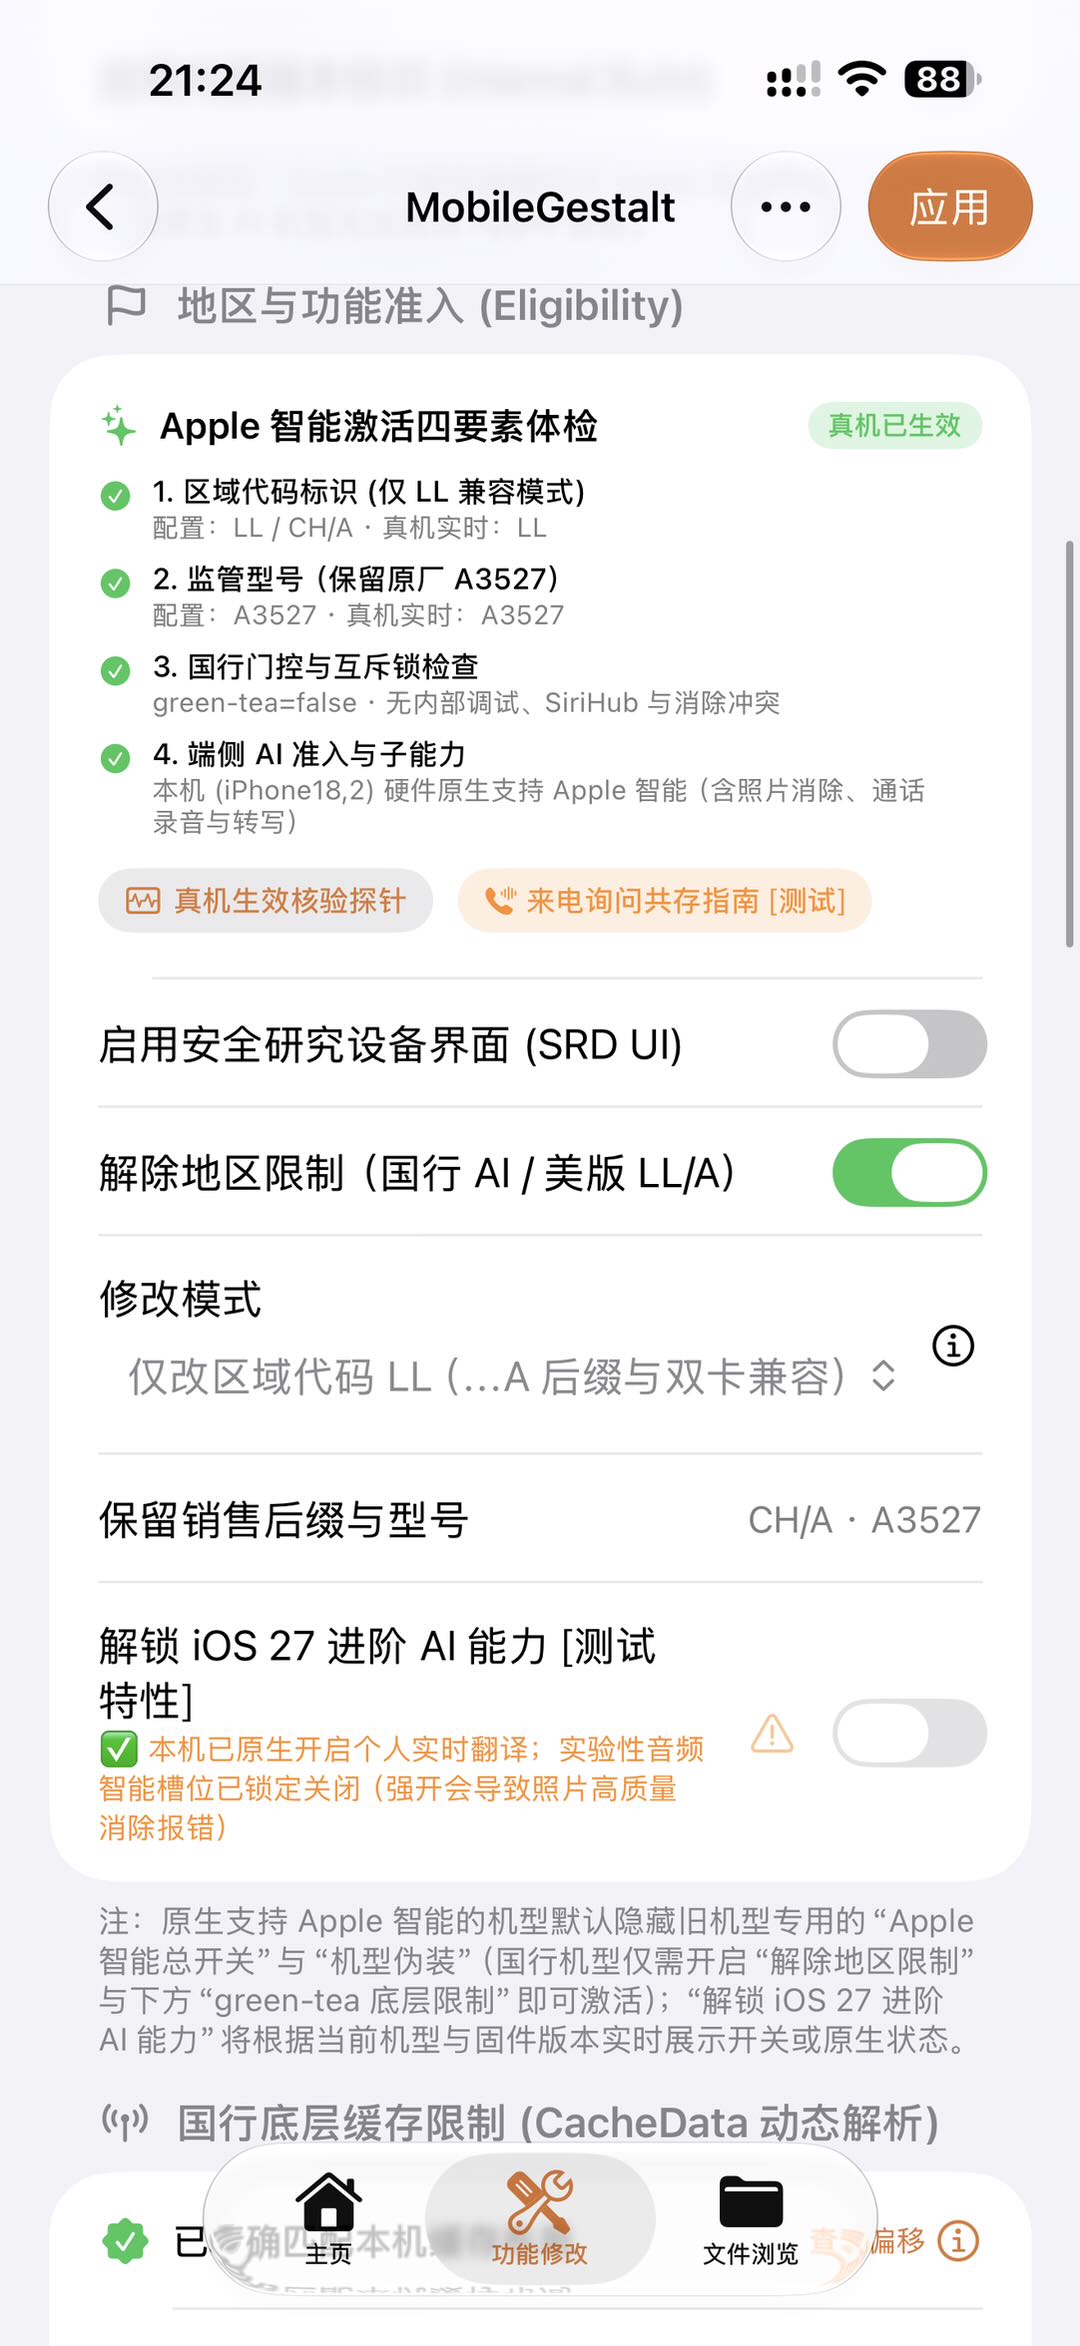 21:24
88
MobileGestalt
应用
地区与功能准入 (Eligibility)
Apple 智能激活四要素体检
真机已生效
1. 区域代码标识 (仅 LL 兼容模式)
配置：LL / CH/A · 真机实时：LL
2. 监管型号（保留原厂 A3527）
配置：A3527 · 真机实时：A3527
3. 国行门控与互斥锁检查
green-tea=false · 无内部调试、SiriHub 与消除冲突
4. 端侧 AI 准入与子能力
本机 (iPhone18,2) 硬件原生支持 Apple 智能（含照片消除、通话
录音与转写）
真机生效核验探针
来电询问共存指南 [测试]
启用安全研究设备界面 (SRD UI)
解除地区限制（国行 AI / 美版 LL/A）
修改模式
仅改区域代码 LL (...A 后缀与双卡兼容）
保留销售后缀与型号
CH/A · A3527
解锁 iOS 27 进阶 AI 能力 [测试
特性]
✅ 本机已原生开启个人实时翻译；实验性音频
智能槽位已锁定关闭（强开会导致照片高质量
消除报错）
注：原生支持 Apple 智能的机型默认隐藏旧机型专用的“Apple
智能总开关”与“机型伪装”（国行机型仅需开启“解除地区限制”
与下方“green-tea 底层限制”即可激活）；“解锁 iOS 27 进阶
AI 能力”将根据当前机型与固件版本实时展示开关或原生状态。
国行底层缓存限制 (CacheData 动态解析)
已
确匹配本机
偏移
主页
功能修改
文件浏览